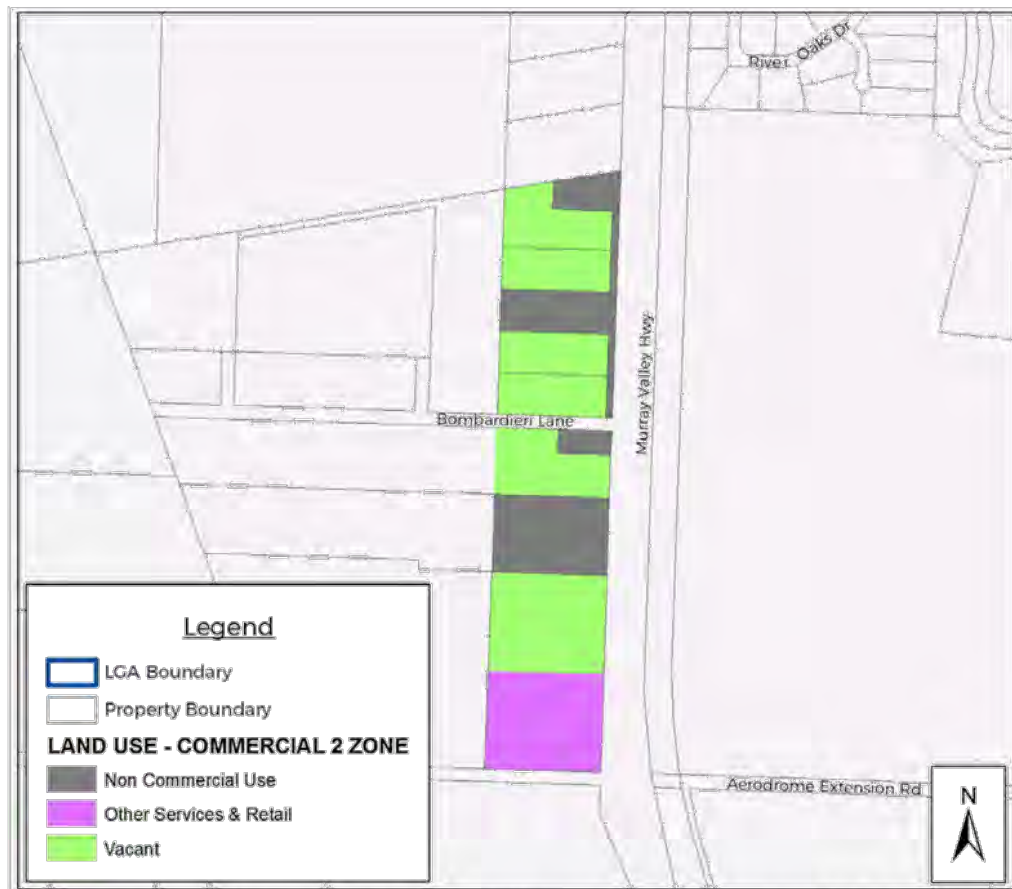 River Oaks Dr
Murray Valley Hwy
Bombardieri Lane
Legend
LGA Boundary
Property Boundary
LAND USE - COMMERCIAL 2 ZONE
Non Commercial Use
Other Services & Retail
Vacant
Aerodrome Extension Rd
N